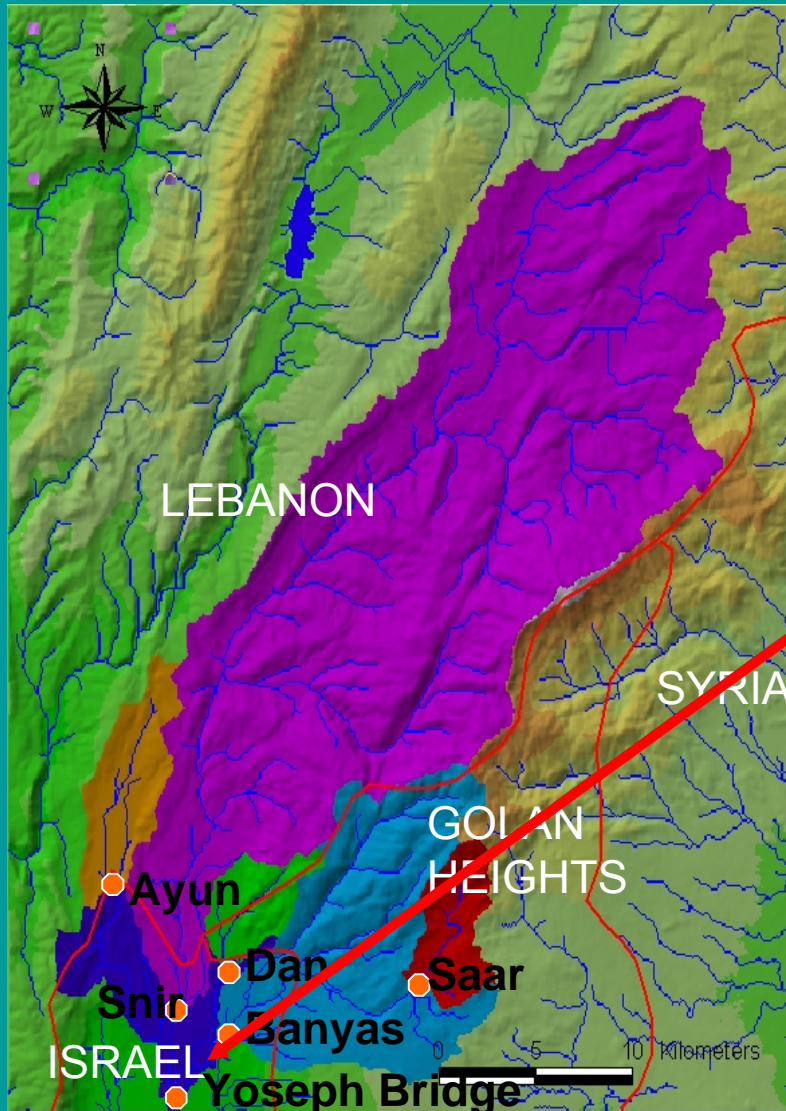 N
W E
S
LEBANON
SYRIA
GOLAN
HEIGHTS
Ayun
Dan
Saar
Snir
Banyas
ISRAEL
0 5 10 Kilometers
Yoseph Bridge